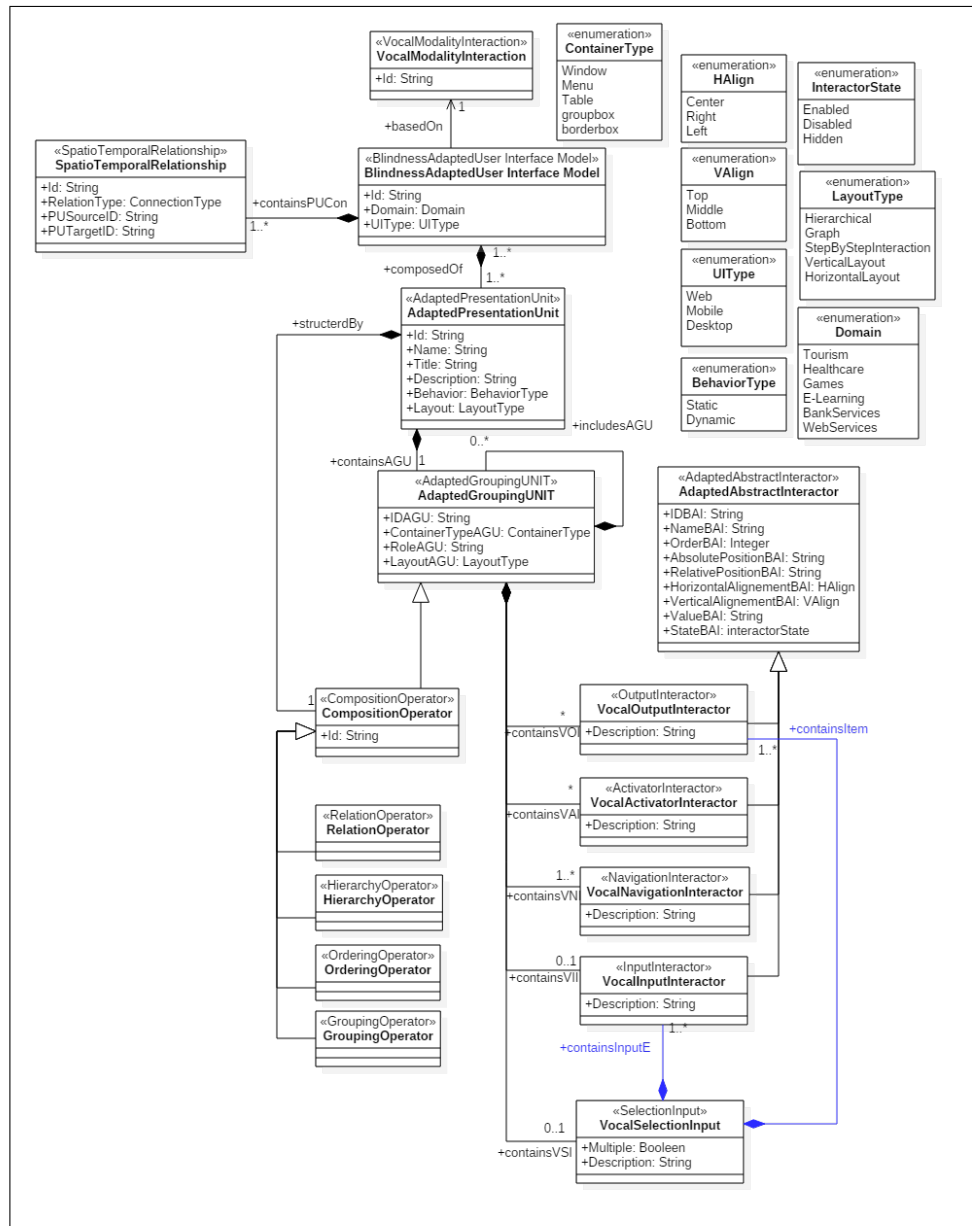 «VocalModalityInteraction»
VocalModalityInteraction
+Id: String
1
+basedOn
«enumeration»
ContainerType
Window
Menu
Table
groupbox
borderbox
«enumeration»
HAlign
Center
Right
Left
«enumeration»
InteractorState
Enabled
Disabled
Hidden
«SpatioTemporalRelationship»
SpatioTemporalRelationship
+Id: String
+RelationType: ConnectionType
+PUSourceID: String
+PUTargetID: String
+containsPUCon
1..*
«BlindnessAdaptedUser Interface Model»
BlindnessAdaptedUser Interface Model
+Id: String
+Domain: Domain
+UIType: UIType
1..*
+composedOf
1..*
«enumeration»
VAlign
Top
Middle
Bottom
«enumeration»
LayoutType
Hierarchical
Graph
StepByStepInteraction
VerticalLayout
HorizontalLayout
«enumeration»
UIType
Web
Mobile
Desktop
«enumeration»
Domain
Tourism
Healthcare
Games
E-Learning
BankServices
WebServices
«enumeration»
BehaviorType
Static
Dynamic
+structerdBy
«AdaptedPresentationUnit»
AdaptedPresentationUnit
+Id: String
+Name: String
+Title: String
+Description: String
+Behavior: BehaviorType
+Layout: LayoutType
+includesAGU
0..*
+containsAGU
1
«AdaptedGroupingUNIT»
AdaptedGroupingUNIT
+IDAGU: String
+ContainerTypeAGU: ContainerType
+RoleAGU: String
+LayoutAGU: LayoutType
«AdaptedAbstractInteractor»
AdaptedAbstractInteractor
+IDBAI: String
+NameBAI: String
+OrderBAI: Integer
+AbsolutePositionBAI: String
+RelativePositionBAI: String
+HorizontalAlignementBAI: HAlign
+VerticalAlignementBAI: VAlign
+ValueBAI: String
+StateBAI: interactorState
1
«CompositionOperator»
CompositionOperator
+Id: String
*
+containsVOI
«OutputInteractor»
VocalOutputInteractor
+Description: String
+containsItem
1..*
*
+containsVAI
«ActivatorInteractor»
VocalActivatorInteractor
+Description: String
«RelationOperator»
RelationOperator
1..*
+containsVNI
«NavigationInteractor»
VocalNavigationInteractor
+Description: String
«HierarchyOperator»
HierarchyOperator
«OrderingOperator»
OrderingOperator
0..1
+containsVII
«InputInteractor»
VocalInputInteractor
+Description: String
1..*
«GroupingOperator»
GroupingOperator
+containsInputE
0..1
+containsVSI
«SelectionInput»
VocalSelectionInput
+Multiple: Booleen
+Description: String